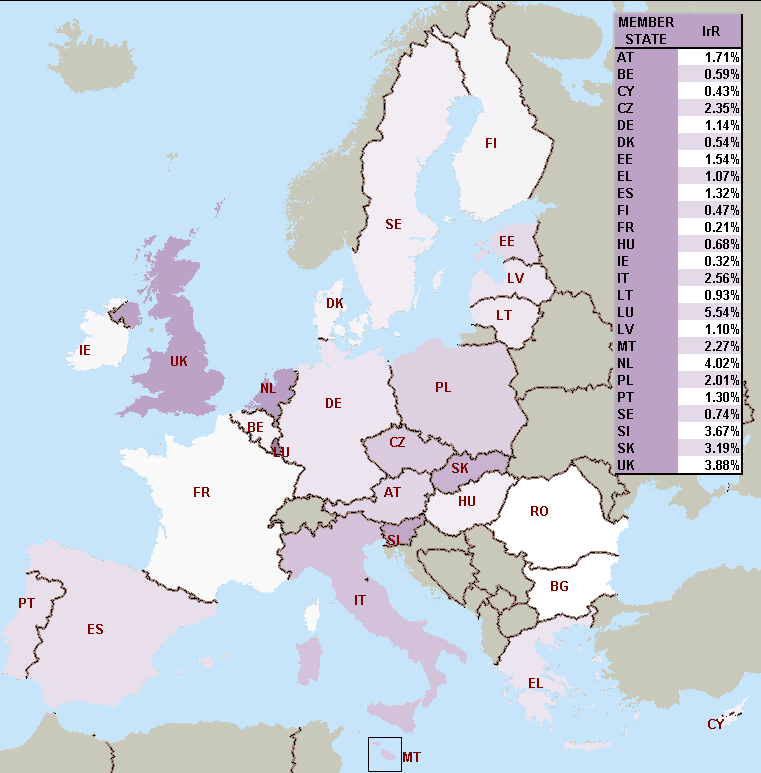 MEMBER
STATE IrR
AT 1.71%
BE 0.59%
CY 0.43%
CZ 2.35%
DE 1.14%
DK 0.54%
EE 1.54%
EL 1.07%
ES 1.32%
FI 0.47%
FR 0.21%
HU 0.68%
IE 0.32%
IT 2.56%
LT 0.93%
LU 5.54%
LV 1.10%
MT 2.27%
NL 4.02%
PL 2.01%
PT 1.30%
SE 0.74%
SI 3.67%
SK 3.19%
UK 3.88%
FI
SE
EE
LV
DK
LT
IE
UK
NL
PL
DE
BE
CZ
LU
SK
FR
AT
HU
RO
SI
BG
PT
IT
ES
EL
CY
MT